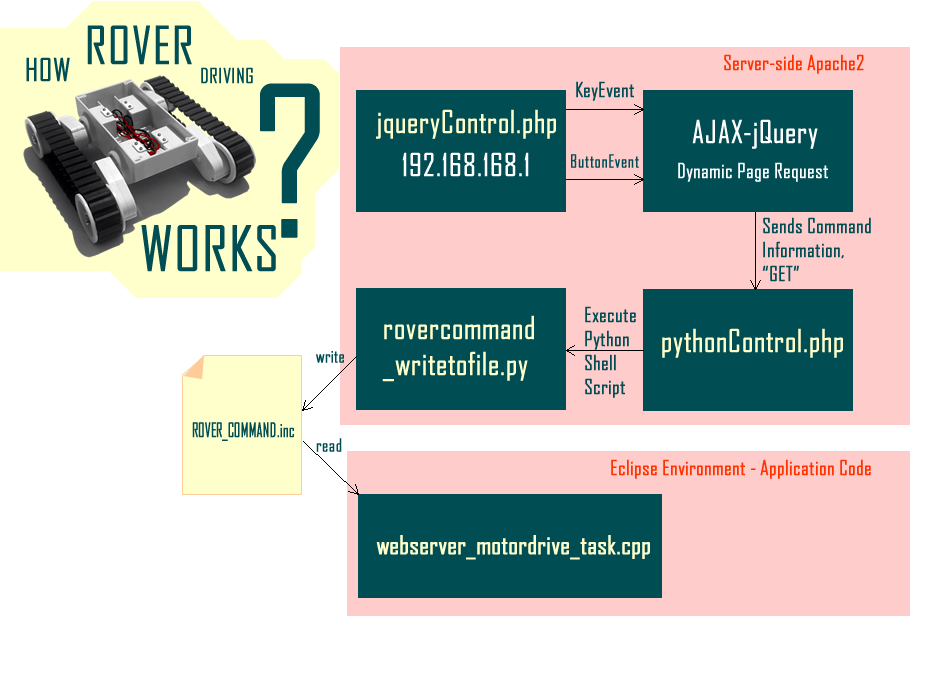 HOW ROVER DRIVING
WORKS?
Server-side Apache2
jqueryControl.php
192.168.168.1
KeyEvent
ButtonEvent
AJAX-jQuery
Dynamic Page Request
Sends Command
Information,
“GET”
pythonControl.php
Execute
Python
Shell
Script
rovercommand
_writetofile.py
write
ROVER_COMMAND.inc
read
Eclipse Environment - Application Code
webserver_motordrive_task.cpp